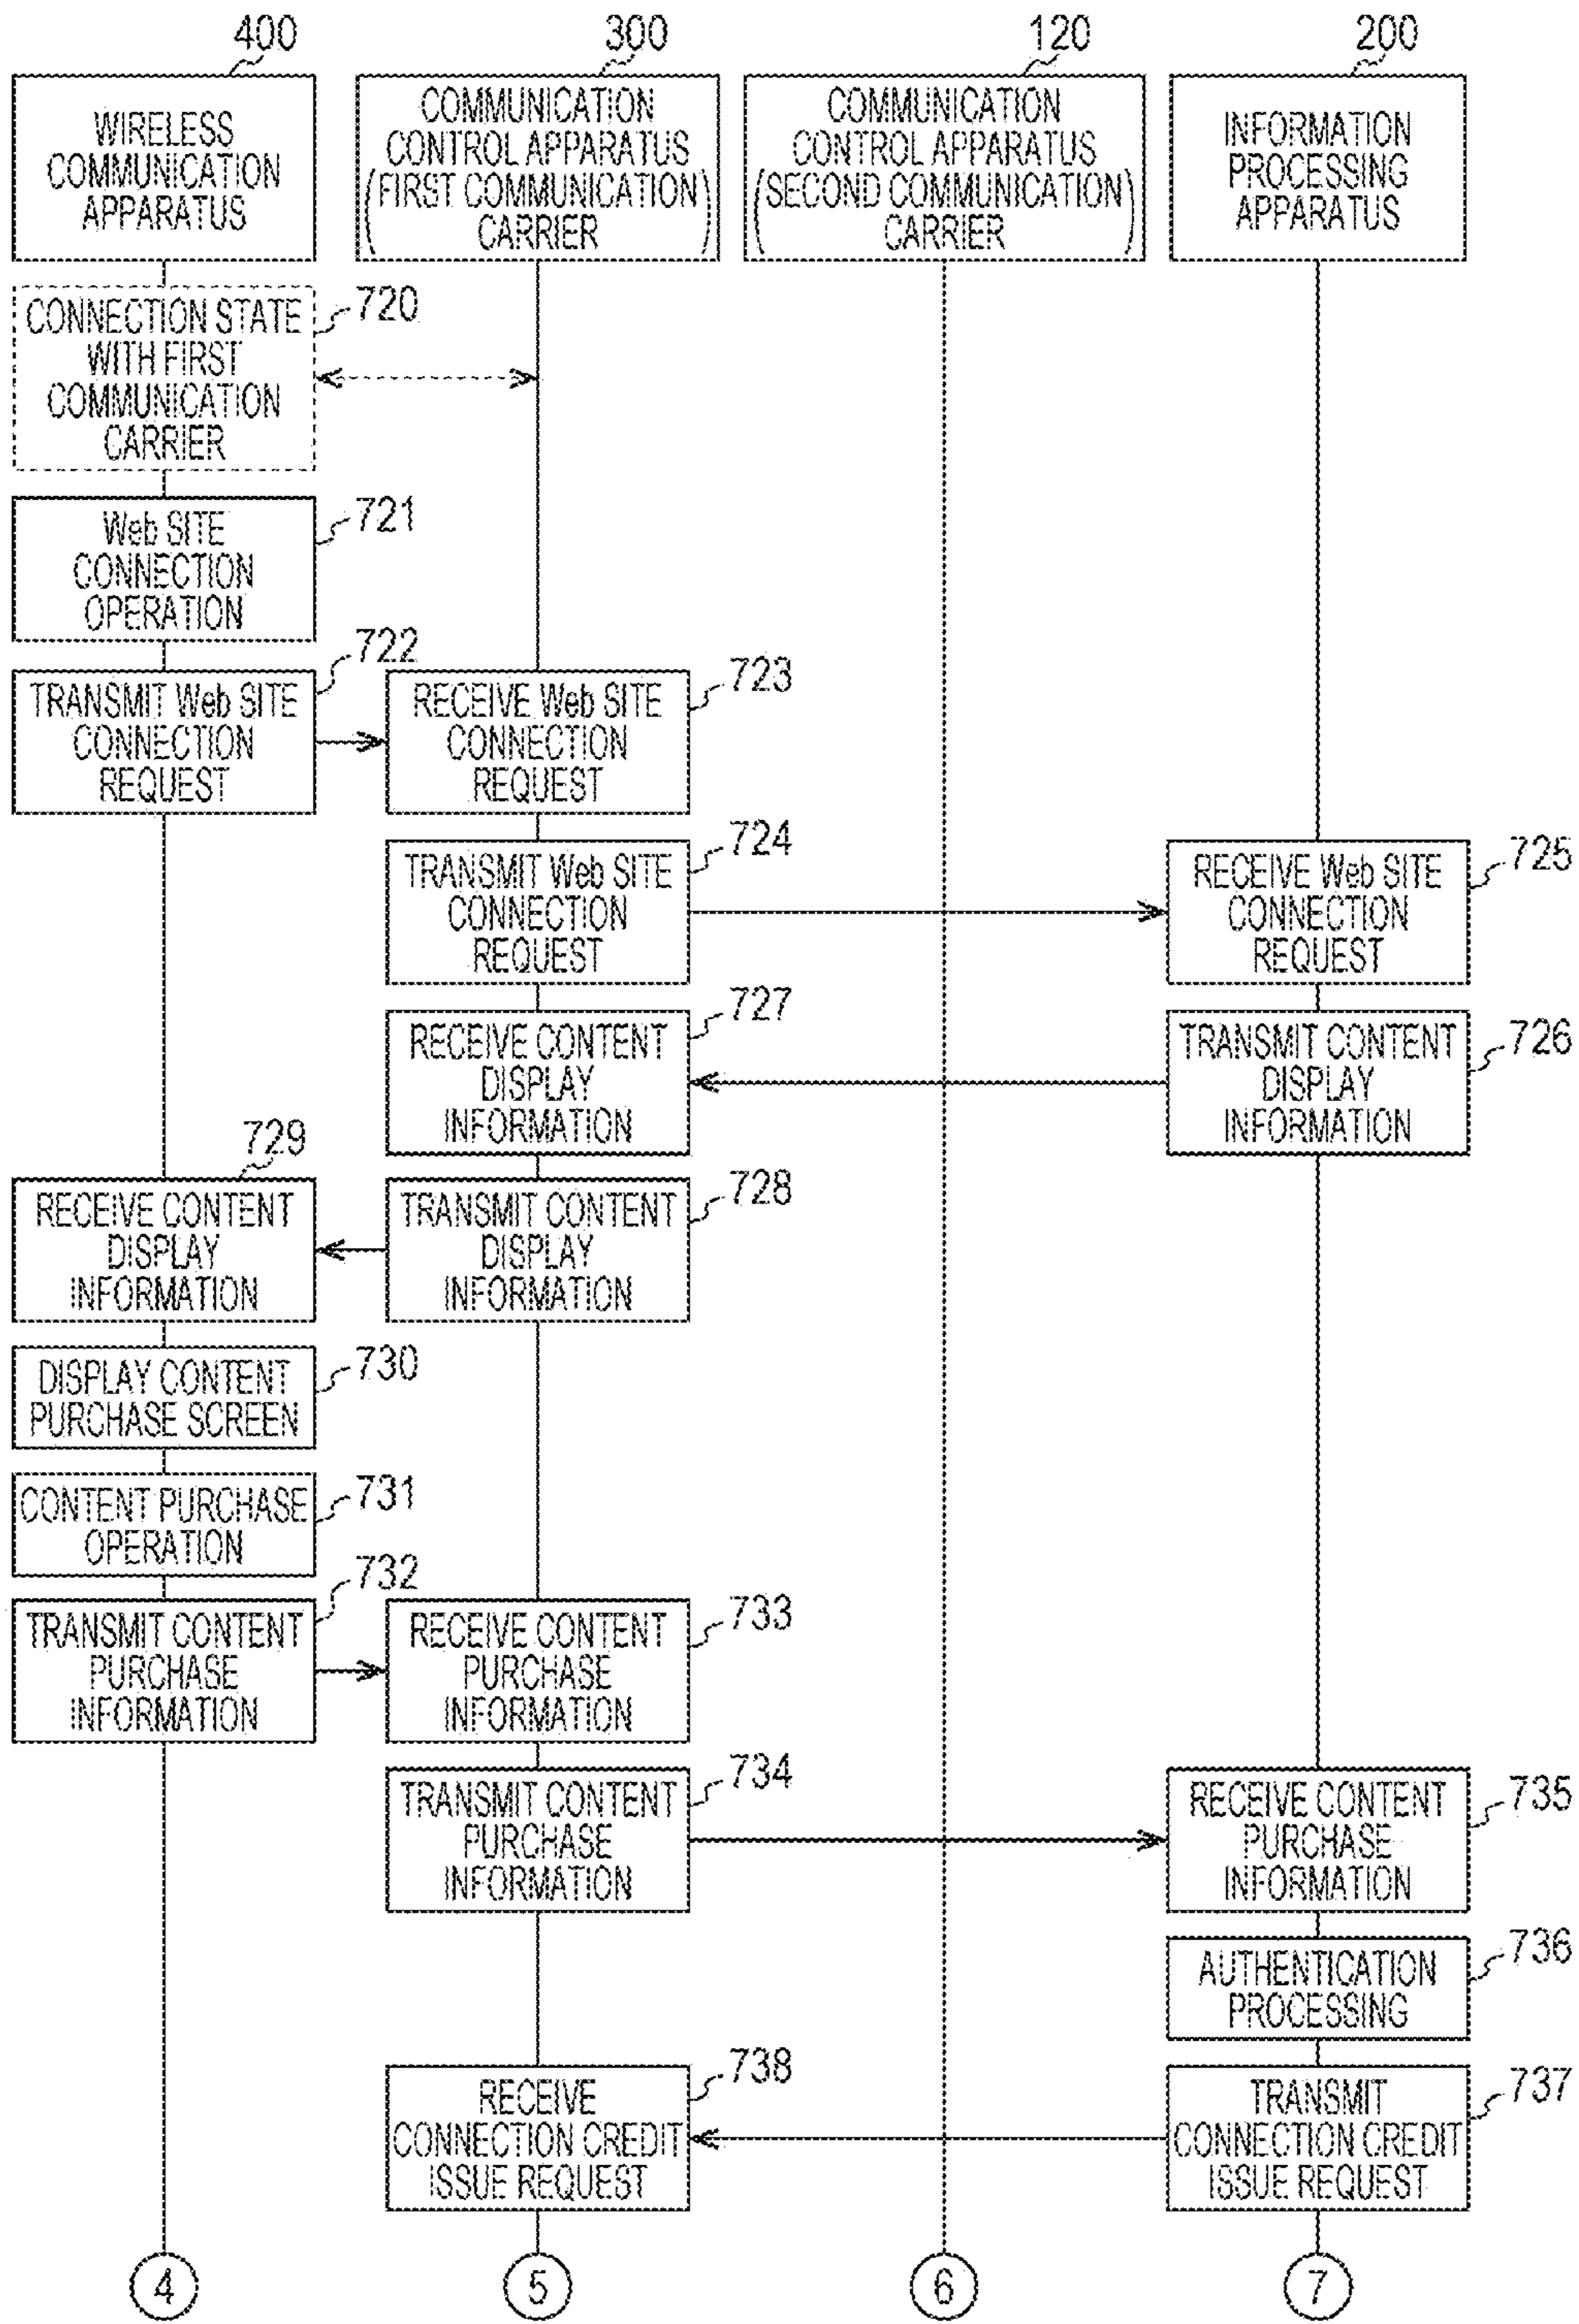 400
300
120
200
WIRELESS
COMMUNICATION
APPARATUS
COMMUNICATION
CONTROL APPARATUS
(FIRST COMMUNICATION
CARRIER)
COMMUNICATION
CONTROL APPARATUS
(SECOND COMMUNICATION
CARRIER)
INFORMATION
PROCESSING
APPARATUS
720
CONNECTION STATE
WITH FIRST
COMMUNICATION
CARRIER
721
Web SITE
CONNECTION
OPERATION
722
TRANSMIT Web SITE
CONNECTION
REQUEST
723
RECEIVE Web SITE
CONNECTION
REQUEST
724
TRANSMIT Web SITE
CONNECTION
REQUEST
725
RECEIVE Web SITE
CONNECTION
REQUEST
727
RECEIVE CONTENT
DISPLAY
INFORMATION
726
TRANSMIT CONTENT
DISPLAY
INFORMATION
729
RECEIVE CONTENT
DISPLAY
INFORMATION
728
TRANSMIT CONTENT
DISPLAY
INFORMATION
730
DISPLAY CONTENT
PURCHASE SCREEN
731
CONTENT PURCHASE
OPERATION
732
TRANSMIT CONTENT
PURCHASE
INFORMATION
733
RECEIVE CONTENT
PURCHASE
INFORMATION
734
TRANSMIT CONTENT
PURCHASE
INFORMATION
735
RECEIVE CONTENT
PURCHASE
INFORMATION
736
AUTHENTICATION
PROCESSING
738
RECEIVE
CONNECTION CREDIT
ISSUE REQUEST
737
TRANSMIT
CONNECTION CREDIT
ISSUE REQUEST
4
5
6
7